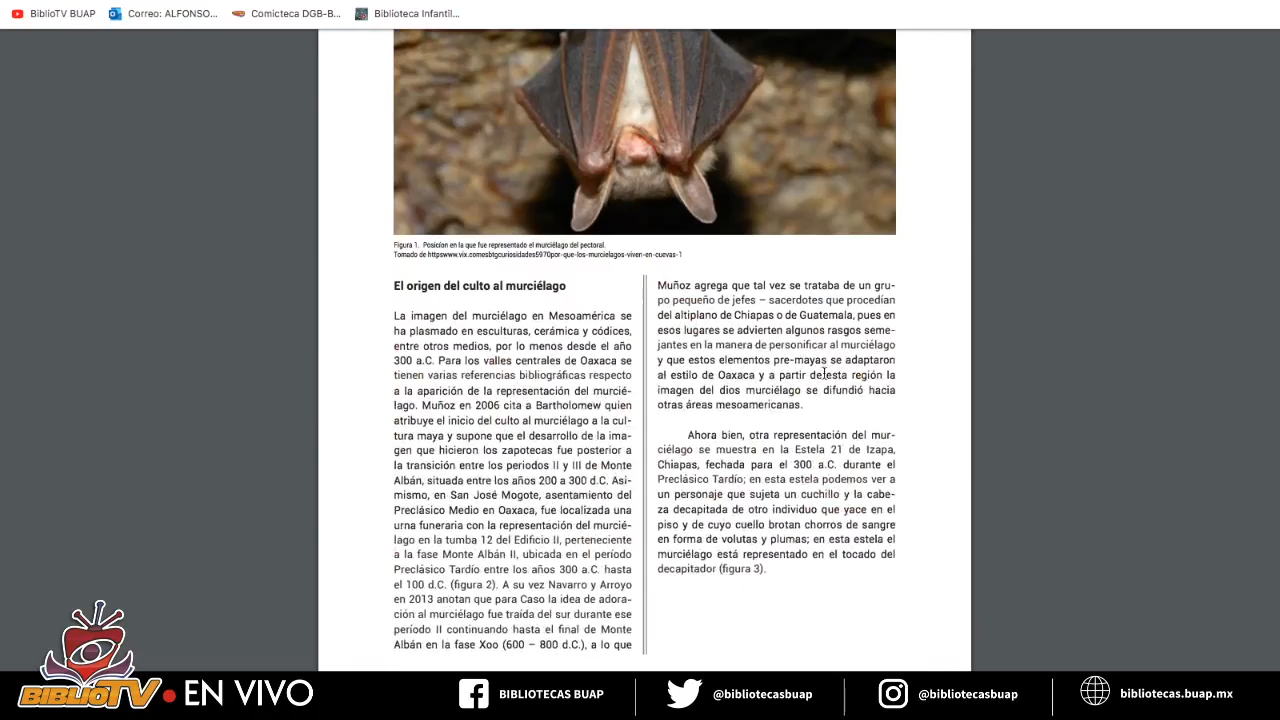 BiblioTV BUAP
Correo: ALFONSO...
Comicteca DGB-B...
Biblioteca Infantil...
Figura 1. Posicíon en la que fue representado el murciélago del pectoral.
Tomado de httpswww.vix.comesbtgcuriosidades5970por-que-los-murcielagos-viven-en-cuevas-1
El origen del culto al murciélago
La imagen del murciélago en Mesoamérica se
ha plasmado en esculturas, cerámica y códices,
entre otros medios, por lo menos desde el año
300 a.C. Para los valles centrales de Oaxaca se
tienen varias referencias bibliográficas respecto
a la aparición de la representación del murcié-
lago. Muñoz en 2006 cita a Bartholomew quien
atribuye el inicio del culto al murciélago a la cul-
tura maya y supone que el desarrollo de la ima-
gen que hicieron los zapotecas fue posterior a
la transición entre los periodos II y III de Monte
Albán, situada entre los años 200 a 300 d.C. Asi-
mismo, en San José Mogote, asentamiento del
Preclásico Medio en Oaxaca, fue localizada una
urna funeraria con la representación del murcié-
lago en la tumba 12 del Edificio II, perteneciente
a la fase Monte Albán II, ubicada en el período
Preclásico Tardío entre los años 300 a.C. hasta
el 100 d.C. (figura 2). A su vez Navarro y Arroyo
en 2013 anotan que para Caso la idea de adora-
ción al murciélago fue traída del sur durante ese
período II continuando hasta el final de Monte
Albán en la fase Xoo (600 – 800 d.C.), a lo que
Muñoz agrega que tal vez se trataba de un gru-
po pequeño de jefes – sacerdotes que procedían
del altiplano de Chiapas o de Guatemala, pues en
esos lugares se advierten algunos rasgos seme-
jantes en la manera de personificar al murciélago
y que estos elementos pre-mayas se adaptaron
al estilo de Oaxaca y a partir de esta región la
imagen del dios murciélago se difundió hacia
otras áreas mesoamericanas.
Ahora bien, otra representación del mur-
ciélago se muestra en la Estela 21 de Izapa,
Chiapas, fechada para el 300 a.C. durante el
Preclásico Tardío; en esta estela podemos ver a
un personaje que sujeta un cuchillo y la cabe-
za decapitada de otro individuo que yace en el
piso y de cuyo cuello brotan chorros de sangre
en forma de volutas y plumas; en esta estela el
murciélago está representado en el tocado del
decapitador (figura 3).
BIBLIOTV
EN VIVO
BIBLIOTECAS BUAP
@bibliotecasbuap
@bibliotecasbuap
bibliotecas.buap.mx